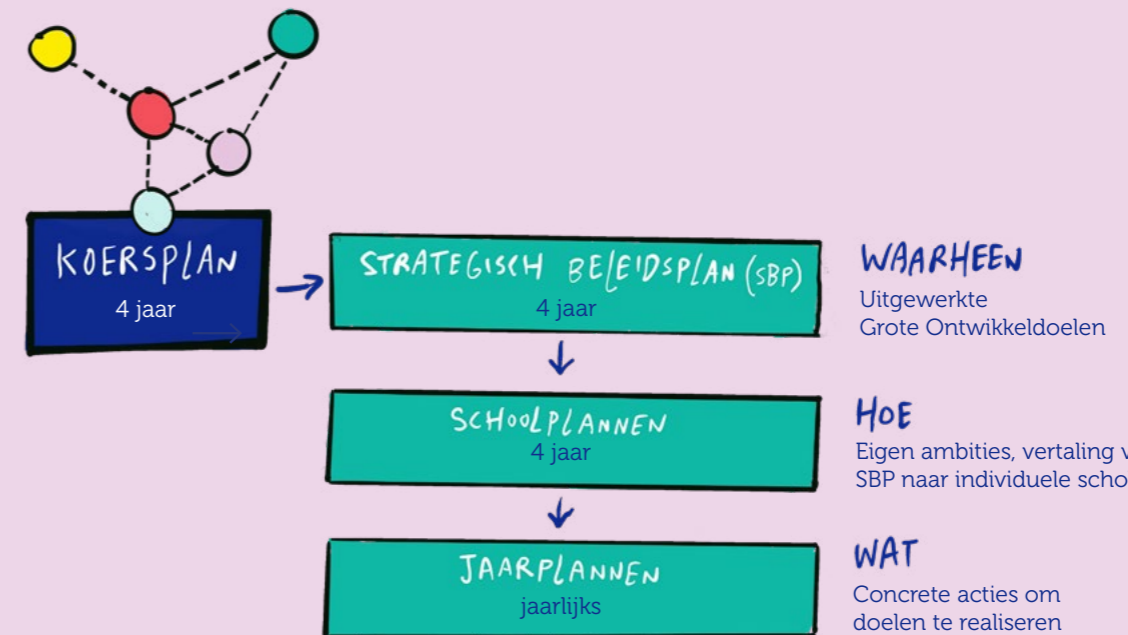 KOERSPLAN
4 jaar
STRATEGISCH BELEIDSPLAN (SBP)
4 jaar
WAARHEEN
Uitgewerkte
Grote Ontwikkeldoelen
SCHOOLPLANNEN
4 jaar
HOE
Eigen ambities, vertaling
SBP naar individuele
JAARPLANNEN
jaarlijks
WAT
Concrete acties om
doelen te realiseren